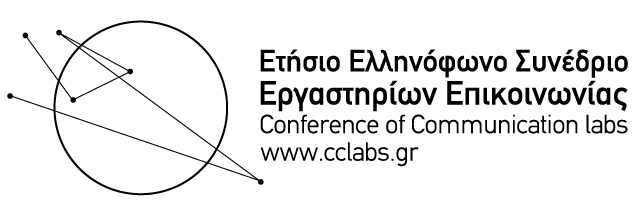 Ετήσιο Ελληνόφωνο Συνέδριο
Εργαστηρίων Επικοινωνίας
Conference of Communication labs
www.cclabs.gr